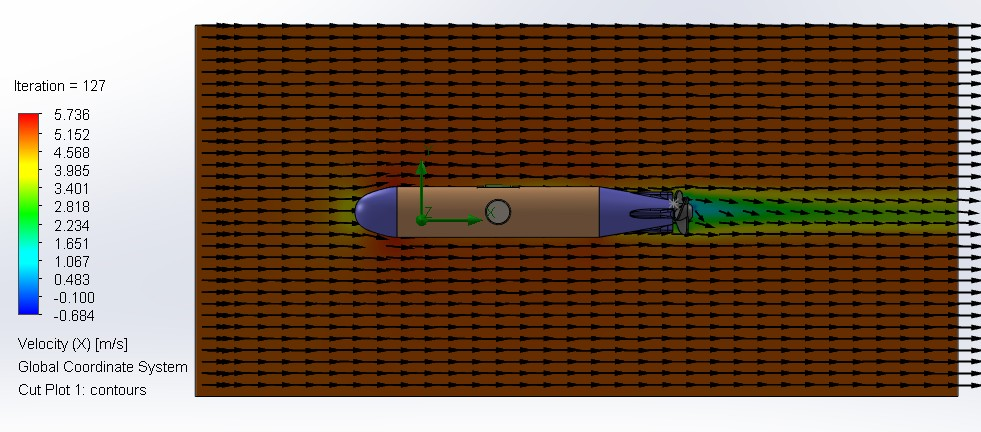 Iteration = 127
5.736
5.152
4.568
3.985
3.401
2.818
2.234
1.651
1.067
0.483
-0.100
-0.684
Velocity (X) [m/s]
Global Coordinate System
Cut Plot 1: contours
Y
Z
X